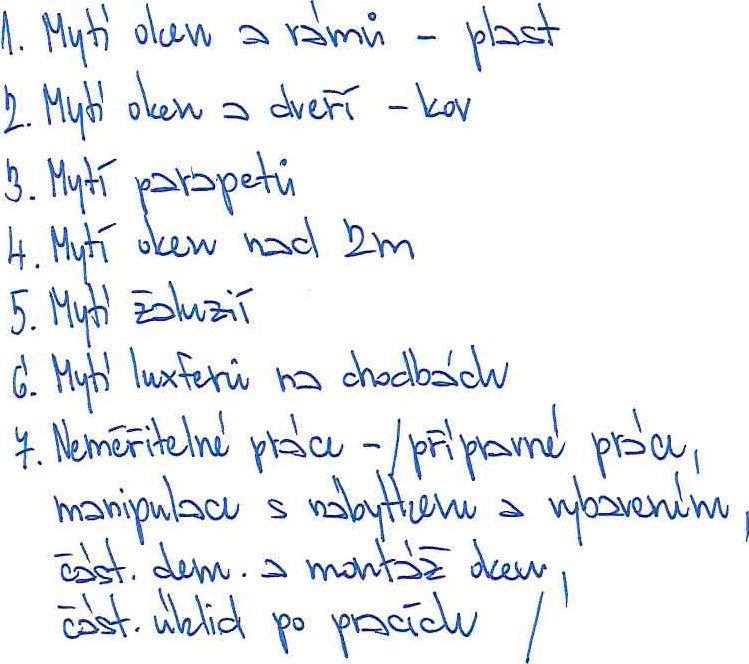 1. Mytí oken a rámů - plast
2. Mytí oken a dveří - kov
3. Mytí parapetů
4. Mytí oken nad 2m
5. Mytí žaluzií
6. Mytí luxferů na chodbách
7. Neměřitelné práce - /přípravné práce,
manipulace s nábytkem a vybavením,
část. dem. a montáž oken,
část. úklid po pracích /